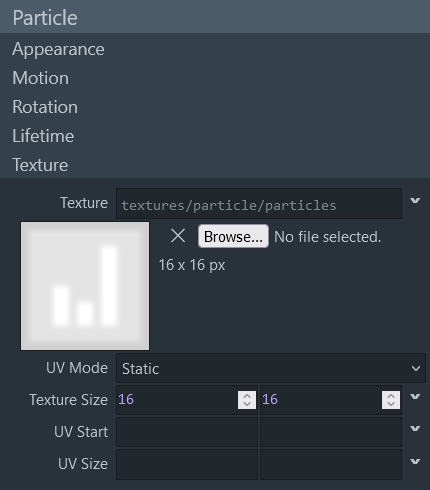 Particle
Appearance
Motion
Rotation
Lifetime
Texture
Texture textures/particle/particles
Browse... No file selected.
16 x 16 px
UV Mode Static
Texture Size 16 16
UV Start
UV Size